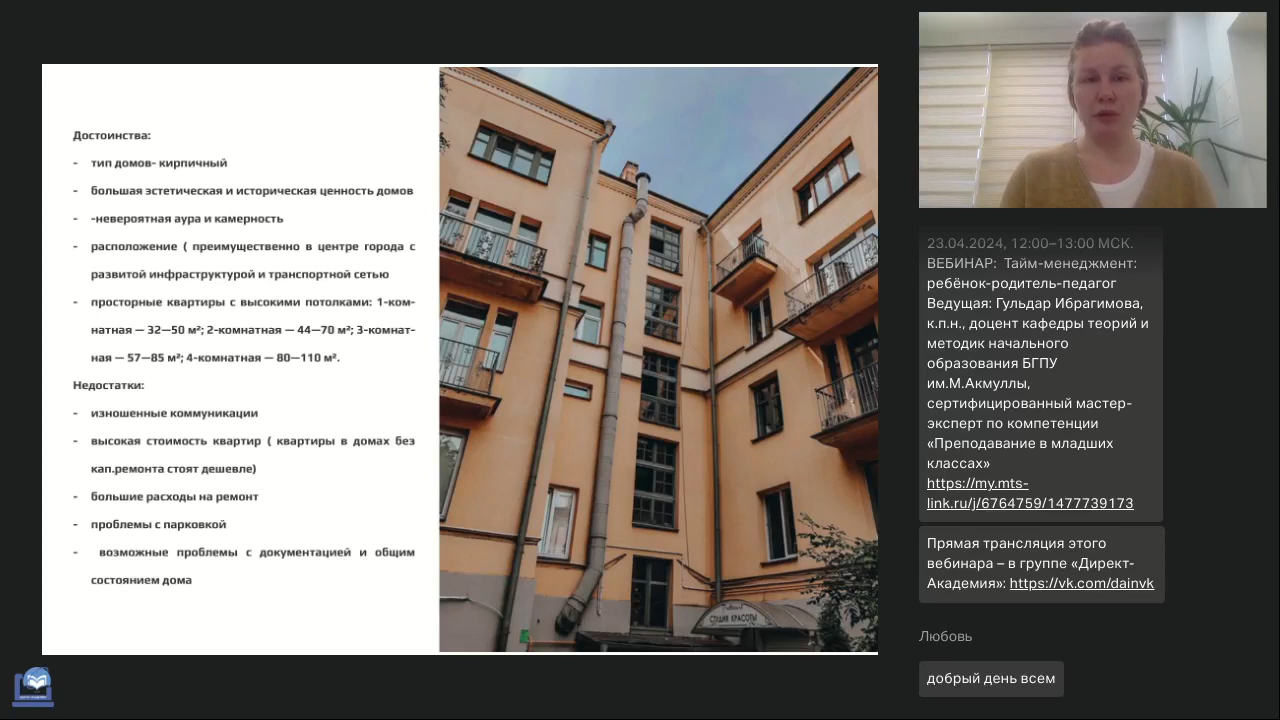 Достоинства:
- тип домов- кирпичный
- большая эстетическая и историческая ценность домов
- -невероятная аура и камерность
- расположение ( преимущественно в центре города с
развитой инфраструктурой и транспортной сетью
- просторные квартиры с высокими потолками: 1-ком-
натная — 32—50 м²; 2-комнатная — 44—70 м²; 3-комнат-
ная — 57—85 м²; 4-комнатная — 80—110 м².
Недостатки:
- изношенные коммуникации
- высокая стоимость квартир ( квартиры в домах без
кап.ремонта стоят дешевле)
- большие расходы на ремонт
- проблемы с парковкой
- возможные проблемы с документацией и общим
состоянием дома
СТУДИЯ КРАСОТЫ
23.04.2024, 12:00–13:00 МСК.
ВЕБИНАР: Тайм-менеджмент:
ребёнок-родитель-педагог
Ведущая: Гульдар Ибрагимова,
к.п.н., доцент кафедры теорий и
методик начального
образования БГПУ
им.М.Акмуллы,
сертифицированный мастер-
эксперт по компетенции
«Преподавание в младших
классах»
https://my.mts-
link.ru/j/6764759/1477739173
Прямая трансляция этого
вебинара – в группе «Директ-
Академия»: https://vk.com/dainvk
Любовь
добрый день всем